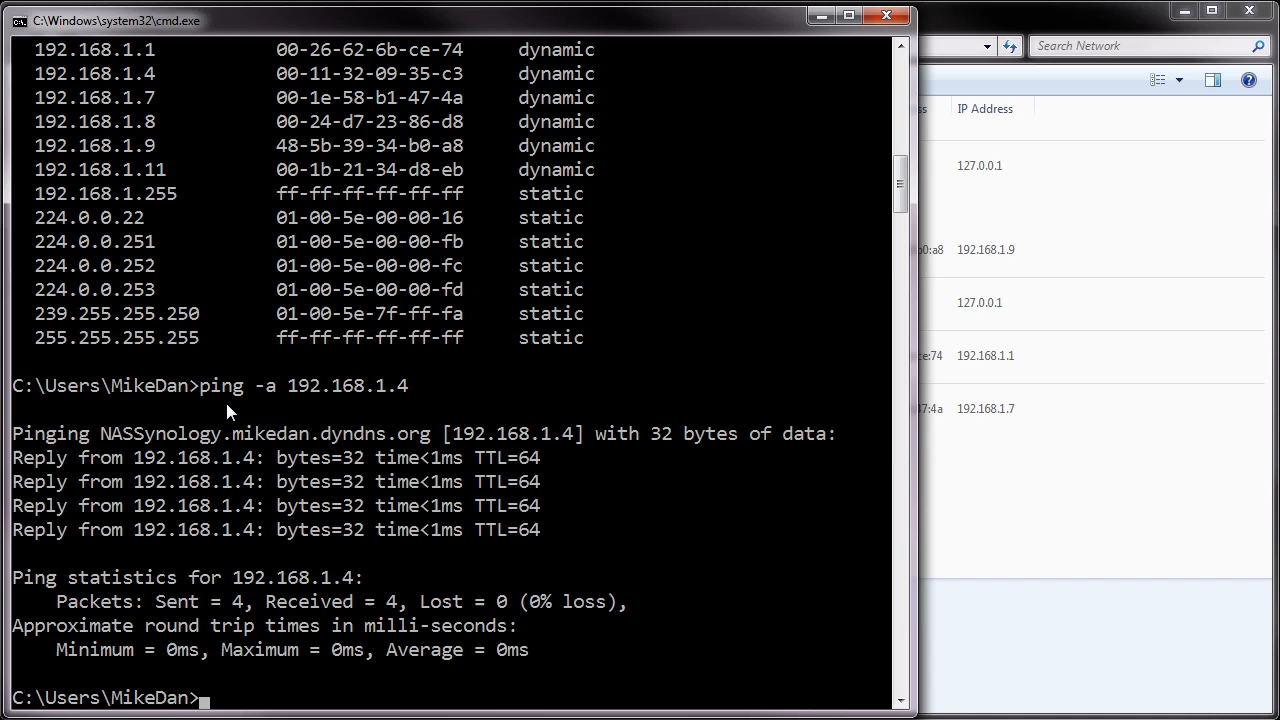 C:\Windows\system32\cmd.exe
192.168.1.1 00-26-62-6b-ce-74 dynamic
192.168.1.4 00-11-32-09-35-c3 dynamic
192.168.1.7 00-1e-58-b1-47-4a dynamic
192.168.1.8 00-24-d7-23-86-d8 dynamic
192.168.1.9 48-5b-39-34-b0-a8 dynamic
192.168.1.11 00-1b-21-34-d8-eb dynamic
192.168.1.255 ff-ff-ff-ff-ff-ff static
224.0.0.22 01-00-5e-00-00-16 static
224.0.0.251 01-00-5e-00-00-fb static
224.0.0.252 01-00-5e-00-00-fc static
224.0.0.253 01-00-5e-00-00-fd static
239.255.255.250 01-00-5e-7f-ff-fa static
255.255.255.255 ff-ff-ff-ff-ff-ff static
C:\Users\MikeDan>ping -a 192.168.1.4
Pinging NASSynology.mikedan.dyndns.org [192.168.1.4] with 32 bytes of data:
Reply from 192.168.1.4: bytes=32 time<1ms TTL=64
Reply from 192.168.1.4: bytes=32 time<1ms TTL=64
Reply from 192.168.1.4: bytes=32 time<1ms TTL=64
Reply from 192.168.1.4: bytes=32 time<1ms TTL=64
Ping statistics for 192.168.1.4:
Packets: Sent = 4, Received = 4, Lost = 0 (0% loss),
Approximate round trip times in milli-seconds:
Minimum = 0ms, Maximum = 0ms, Average = 0ms
C:\Users\MikeDan>
Search Network
ss IP Address
127.0.0.1
b0:a8 192.168.1.9
127.0.0.1
ce:74 192.168.1.1
47:4a 192.168.1.7